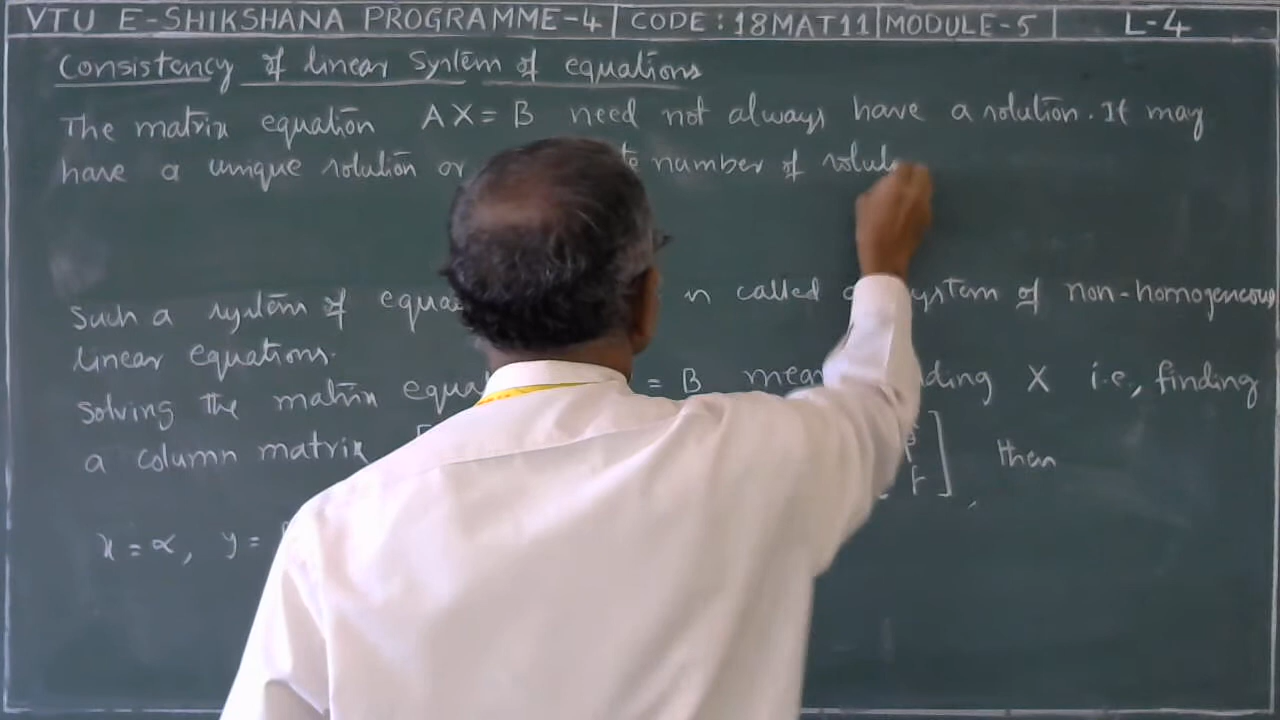 VTU E-SHIKSHANA PROGRAMME-4 | CODE: 18MAT11 | MODULE-5 | L-4
Consistency of linear System of equations
The matrix equation AX = B need not always have a solution. It may
have a unique solution or number of solut
Such a system of is called system of non-homogeneous
linear equations.
Solving the matrix = B X i.e., finding
a column matrix then
x = α, y =